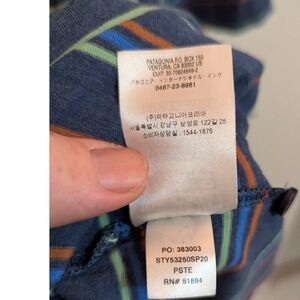 PATAGONIA P.O. BOX 150
VENTURA, CA 93002 US
CUIT 30-70924549-2
パタゴニア インターナショナル インク
0467-23-8961
(주)파타고니아코리아
서울특별시 강남구 삼성로 122길 25
소비자상담실 : 1544-1876
PO: 383003
STY53250SP20
PSTE
RN# 51884